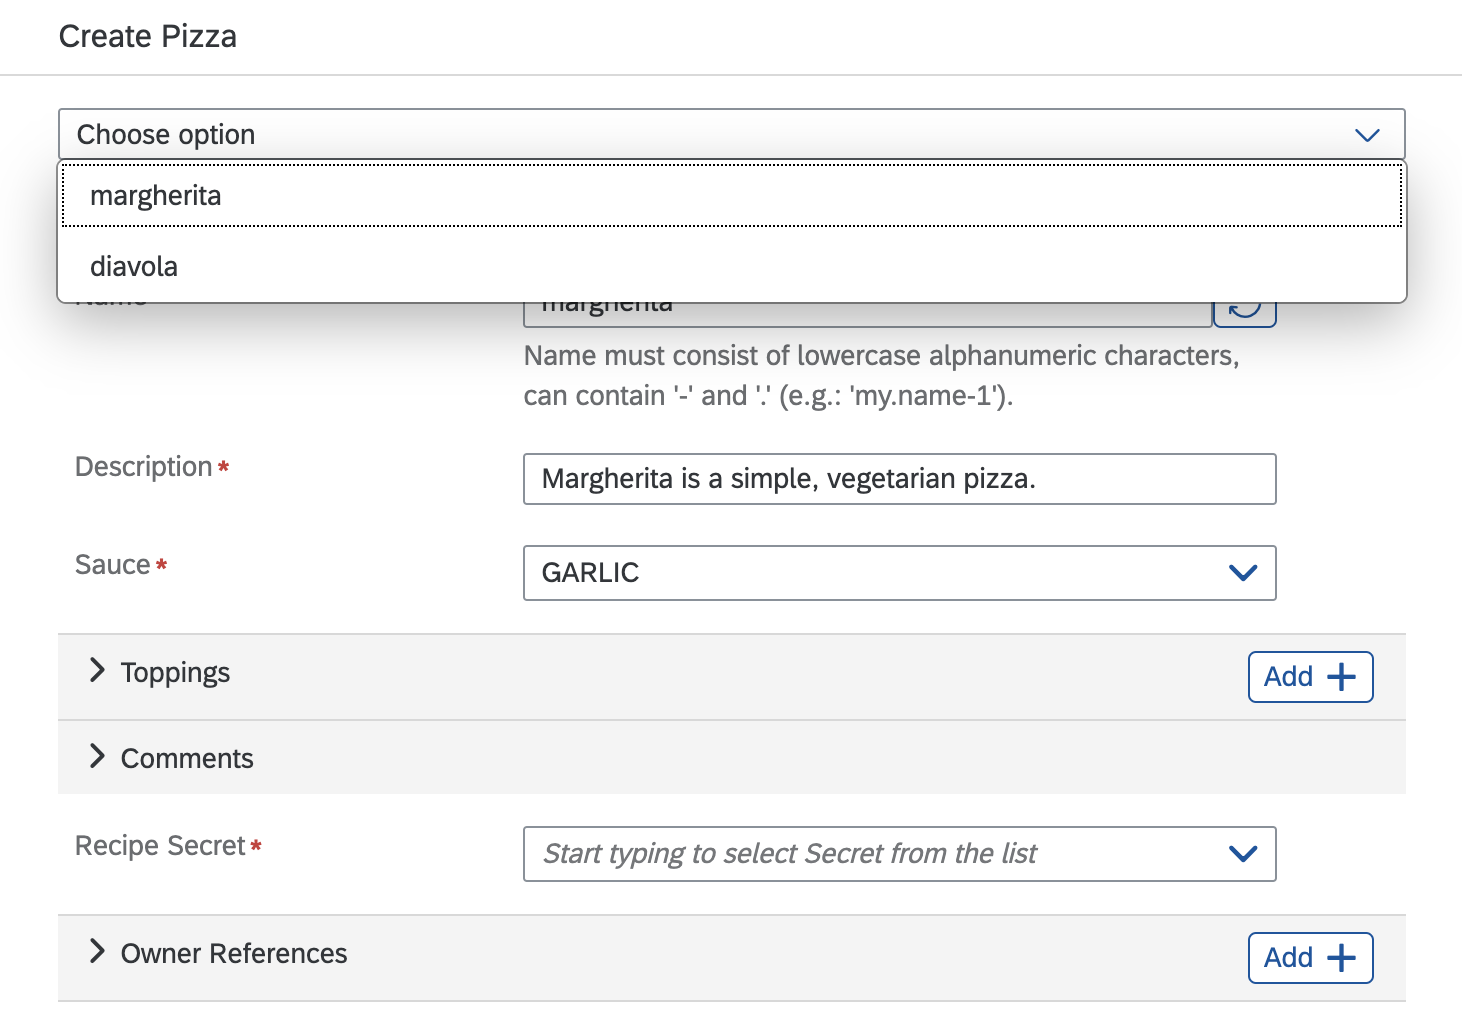 Create Pizza
Choose option
margherita
diavola
Name
margherita
Name must consist of lowercase alphanumeric characters,
can contain '-' and '.' (e.g.: 'my.name-1').
Description *
Margherita is a simple, vegetarian pizza.
Sauce *
GARLIC
Toppings
Add
Comments
Recipe Secret *
Start typing to select Secret from the list
Owner References
Add